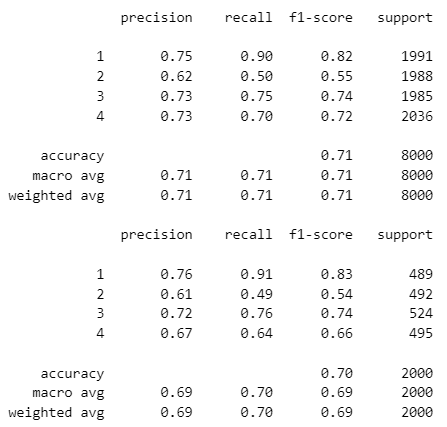 precision recall f1-score support
1 0.75 0.90 0.82 1991
2 0.62 0.50 0.55 1988
3 0.73 0.75 0.74 1985
4 0.73 0.70 0.72 2036
accuracy 0.71 8000
macro avg 0.71 0.71 0.71 8000
weighted avg 0.71 0.71 0.71 8000
precision recall f1-score support
1 0.76 0.91 0.83 489
2 0.61 0.49 0.54 492
3 0.72 0.76 0.74 524
4 0.67 0.64 0.66 495
accuracy 0.70 2000
macro avg 0.69 0.70 0.69 2000
weighted avg 0.69 0.70 0.69 2000